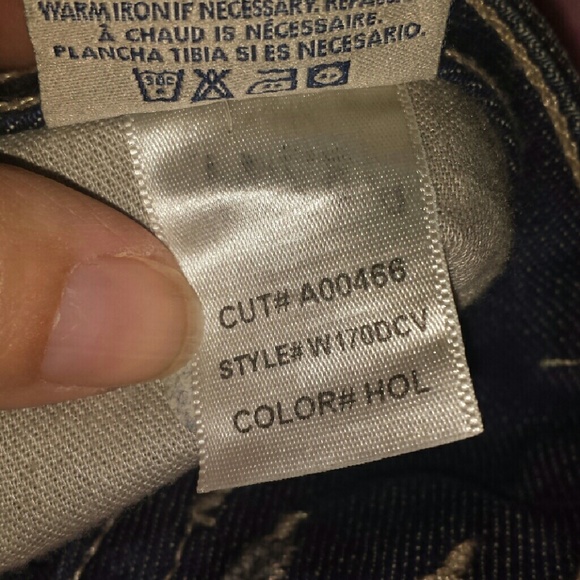 WARM IRON IF NECESSARY.
À CHAUD IS NÉCESSAIRE.
PLANCHA TIBIA SI ES NECESARIO.
CUT# A00466
STYLE# W170DCV
COLOR# HOL